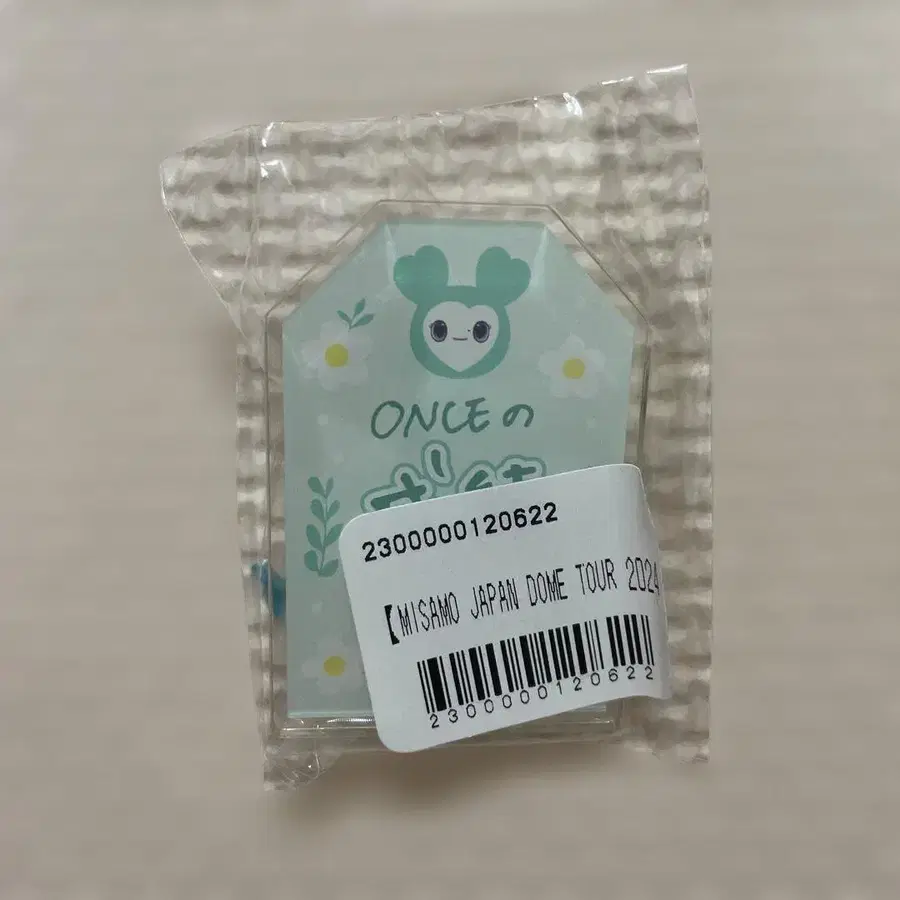 ONCEの
2300000120622
【MISAMO JAPAN DOME TOUR 2024
2300000120622